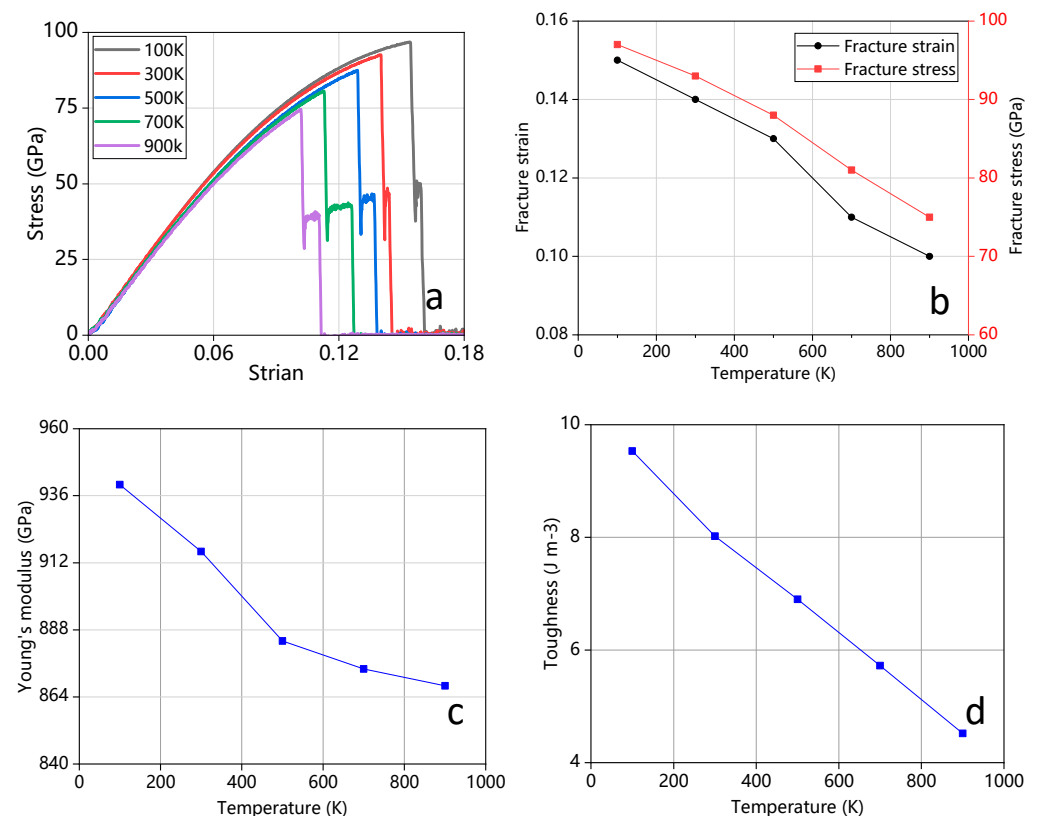 100
75
50
25
0
Stress (GPa)
100K
300K
500K
700K
900k
a
0.00
0.06
0.12
0.18
Strian
0.16
0.14
0.12
0.10
0.08
Fracture strain
Fracture strain
Fracture stress
b
100
90
80
70
60
Fracture stress (GPa)
0
200
400
600
800
1000
Temperature (K)
960
936
912
888
864
840
Young's modulus (GPa)
c
0
200
400
600
800
1000
Temperature (K)
10
8
6
4
Toughness (J m-3)
d
0
200
400
600
800
1000
Temperature (K)